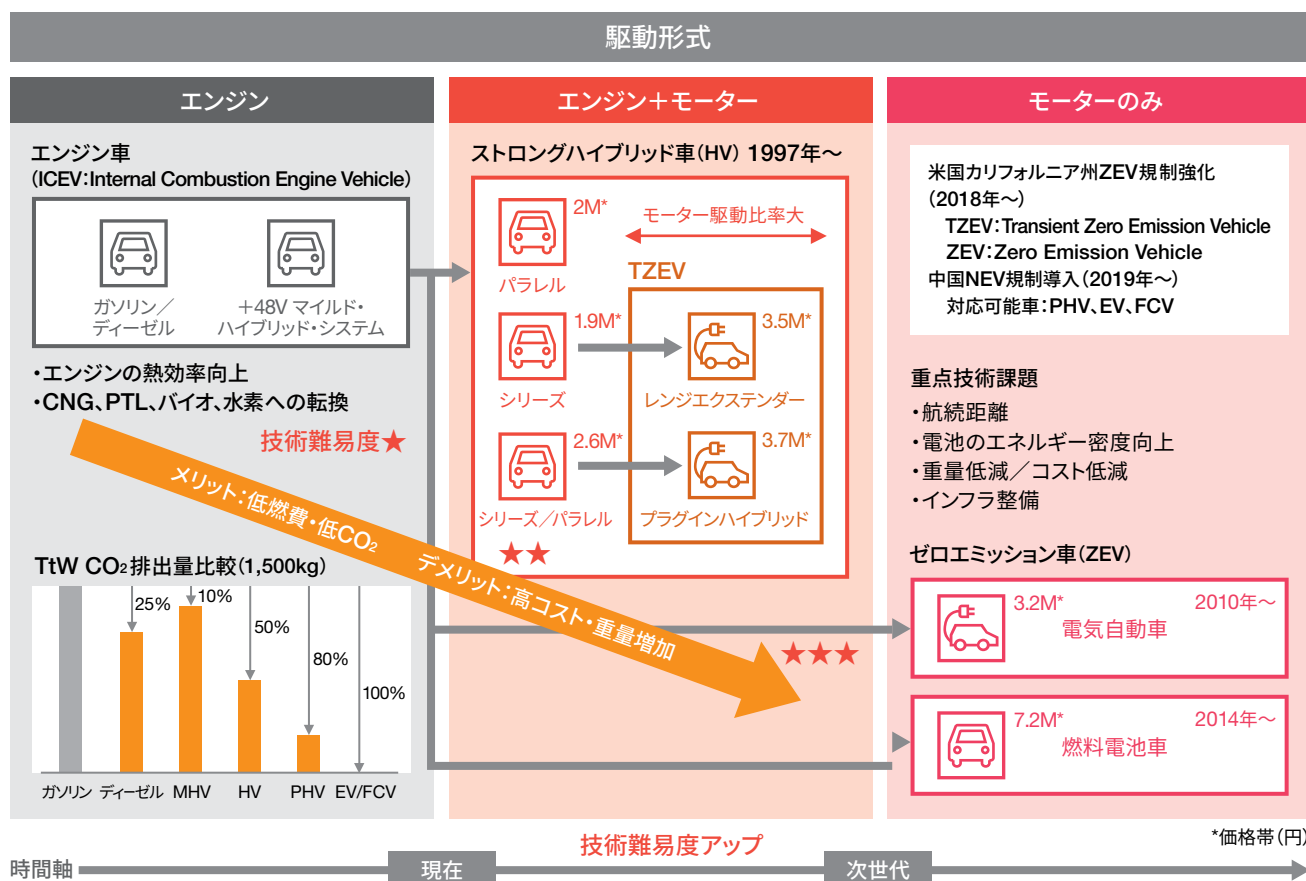 駆動形式
エンジン
エンジン車
(ICEV:Internal Combustion Engine Vehicle)
ガソリン／
ディーゼル
+48V マイルド・
ハイブリッド・システム
・エンジンの熱効率向上
・CNG、PTL、バイオ、水素への転換
技術難易度★
メリット：低燃費・低CO₂
デメリット：高コスト・重量増加
TtW CO₂排出量比較(1,500kg)
25%
10%
50%
80%
100%
ガソリン ディーゼル MHV HV PHV EV/FCV
エンジン＋モーター
ストロングハイブリッド車(HV) 1997年～
2M*
パラレル
モーター駆動比率大
TZEV
1.9M*
シリーズ
3.5M*
レンジエクステンダー
2.6M*
シリーズ／パラレル
3.7M*
プラグインハイブリッド
★★
★★★
モーターのみ
米国カリフォルニア州ZEV規制強化
(2018年～)
TZEV：Transient Zero Emission Vehicle
ZEV：Zero Emission Vehicle
中国NEV規制導入(2019年～)
対応可能車：PHV、EV、FCV
重点技術課題
・航続距離
・電池のエネルギー密度向上
・重量低減／コスト低減
・インフラ整備
ゼロエミッション車(ZEV)
3.2M* 2010年～
電気自動車
7.2M* 2014年～
燃料電池車
*価格帯(円)
技術難易度アップ
時間軸 現在 次世代